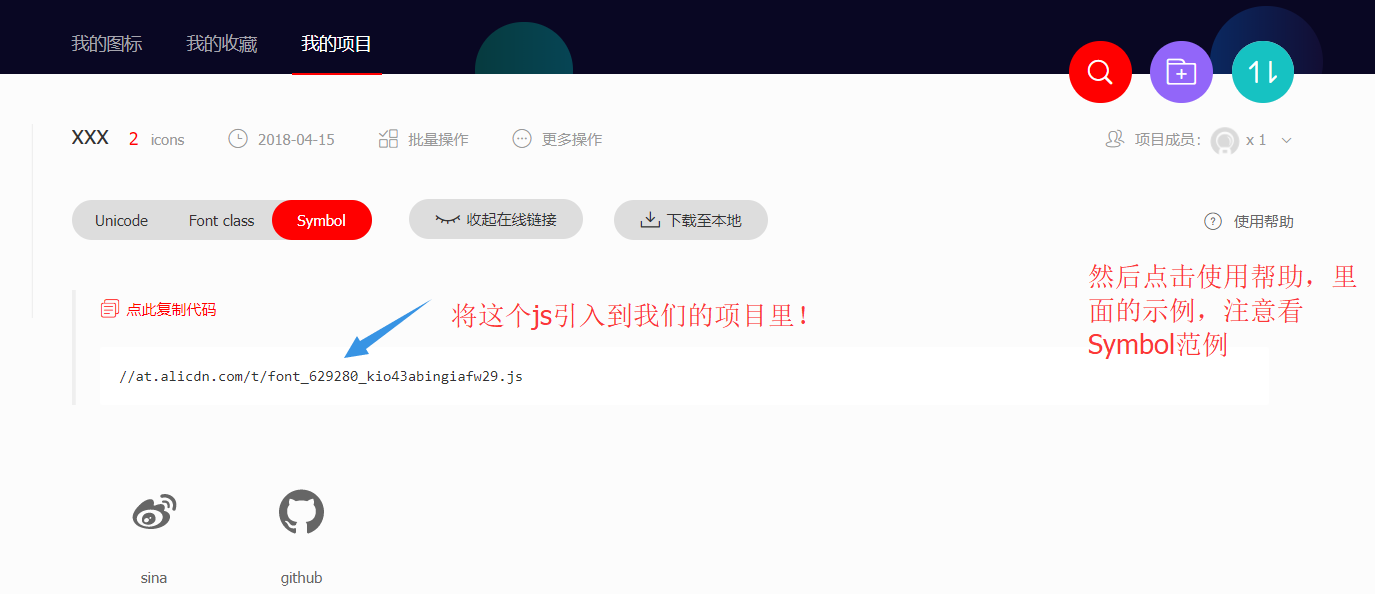 我的图标 我的收藏 我的项目
XXX 2 icons 2018-04-15 批量操作 更多操作 项目成员: x 1
Unicode Font class Symbol 收起在线链接 下载至本地 使用帮助
然后点击使用帮助，里
面的示例，注意看
Symbol范例
点此复制代码
将这个js引入到我们的项目里！
//at.alicdn.com/t/font_629280_kio43abingiafw29.js
sina github